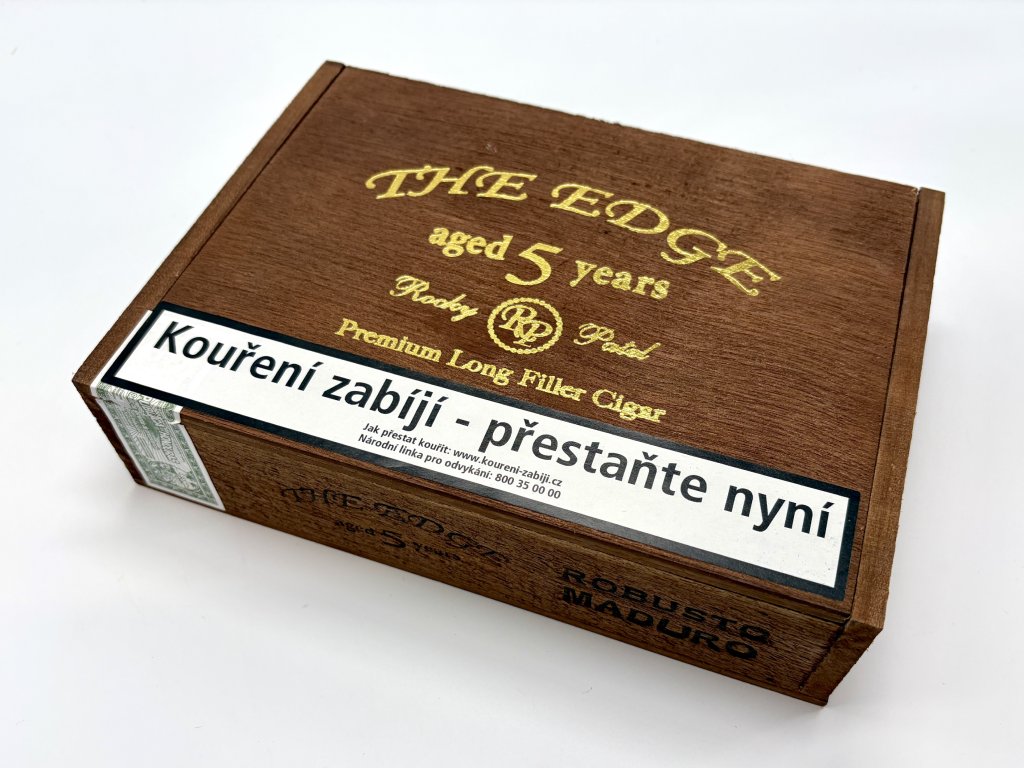 THE EDGE
aged 5 years
Rocky RP Patel
Premium Long Filler Cigar
Kouření zabíjí - přestaňte nyní
Jak přestat kouřit: www.koureni-zabiji.cz
Národní linka pro odvykání: 800 35 00 00
THE EDGE
aged 5 years
ROBUSTO
MADURO